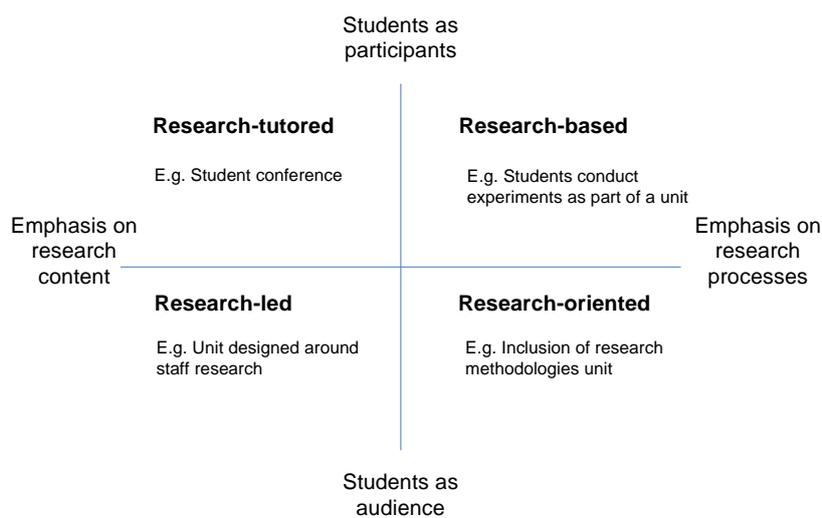 Students as
participants
Research-tutored
Research-based
E.g. Student conference
E.g. Students conduct
experiments as part of a unit
Emphasis on
research
content
Emphasis on
research
processes
Research-led
Research-oriented
E.g. Unit designed around
staff research
E.g. Inclusion of research
methodologies unit
Students as
audience